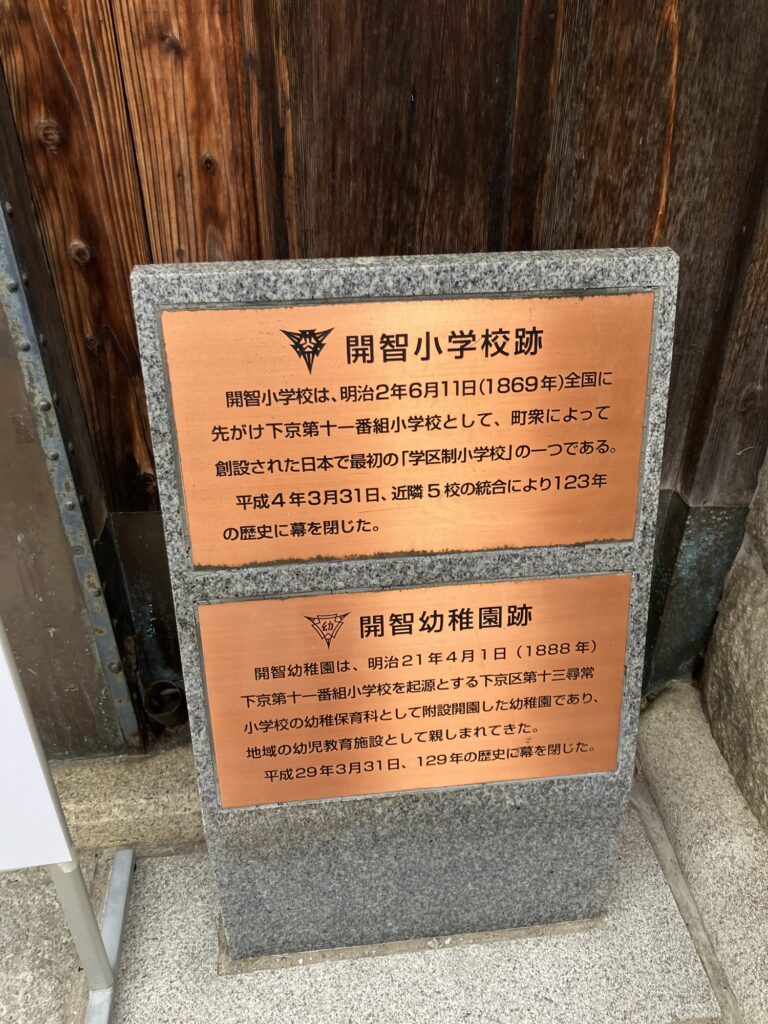 開智小学校跡
開智小学校は、明治2年6月11日(1869年)全国に
先がけ下京第十一番組小学校として、町衆によって
創設された日本で最初の「学区制小学校」の一つである。
平成4年3月31日、近隣5校の統合により123年
の歴史に幕を閉じた。
幼
開智幼稚園跡
開智幼稚園は、明治21年4月1日(1888年)
下京第十一番組小学校を起源とする下京区第十三尋常
小学校の幼稚保育科として附設開園した幼稚園であり、
地域の幼児教育施設として親しまれてきた。
平成29年3月31日、129年の歴史に幕を閉じた。